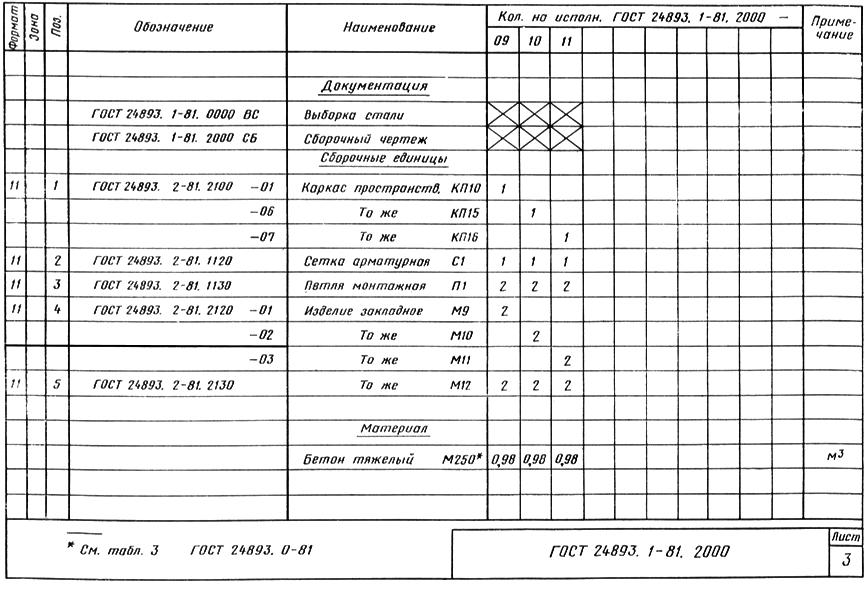 Формат Зона Поз. Обозначение Наименование Кол. на исполн. ГОСТ 24893. 1-81. 2000 — Приме-
чание
09 10 11
Документация
ГОСТ 24893. 1-81. 0000 ВС Выборка стали
ГОСТ 24893. 1-81. 2000 СБ Сборочный чертеж
Сборочные единицы
11 1 ГОСТ 24893. 2-81. 2100 -01 Каркас пространств. КП10 1
-06 То же КП15 1
-07 То же КП16 1
11 2 ГОСТ 24893. 2-81. 1120 Сетка арматурная С1 1 1 1
11 3 ГОСТ 24893. 2-81. 1130 Петля монтажная П1 2 2 2
11 4 ГОСТ 24893. 2-81. 2120 -01 Изделие закладное М9 2
-02 То же М10 2
-03 То же М11 2
11 5 ГОСТ 24893. 2-81. 2130 То же М12 2 2 2
Материал
Бетон тяжелый М250* 0,98 0,98 0,98 м3
* См. табл. 3 ГОСТ 24893. 0-81
ГОСТ 24893. 1-81. 2000
Лист
3